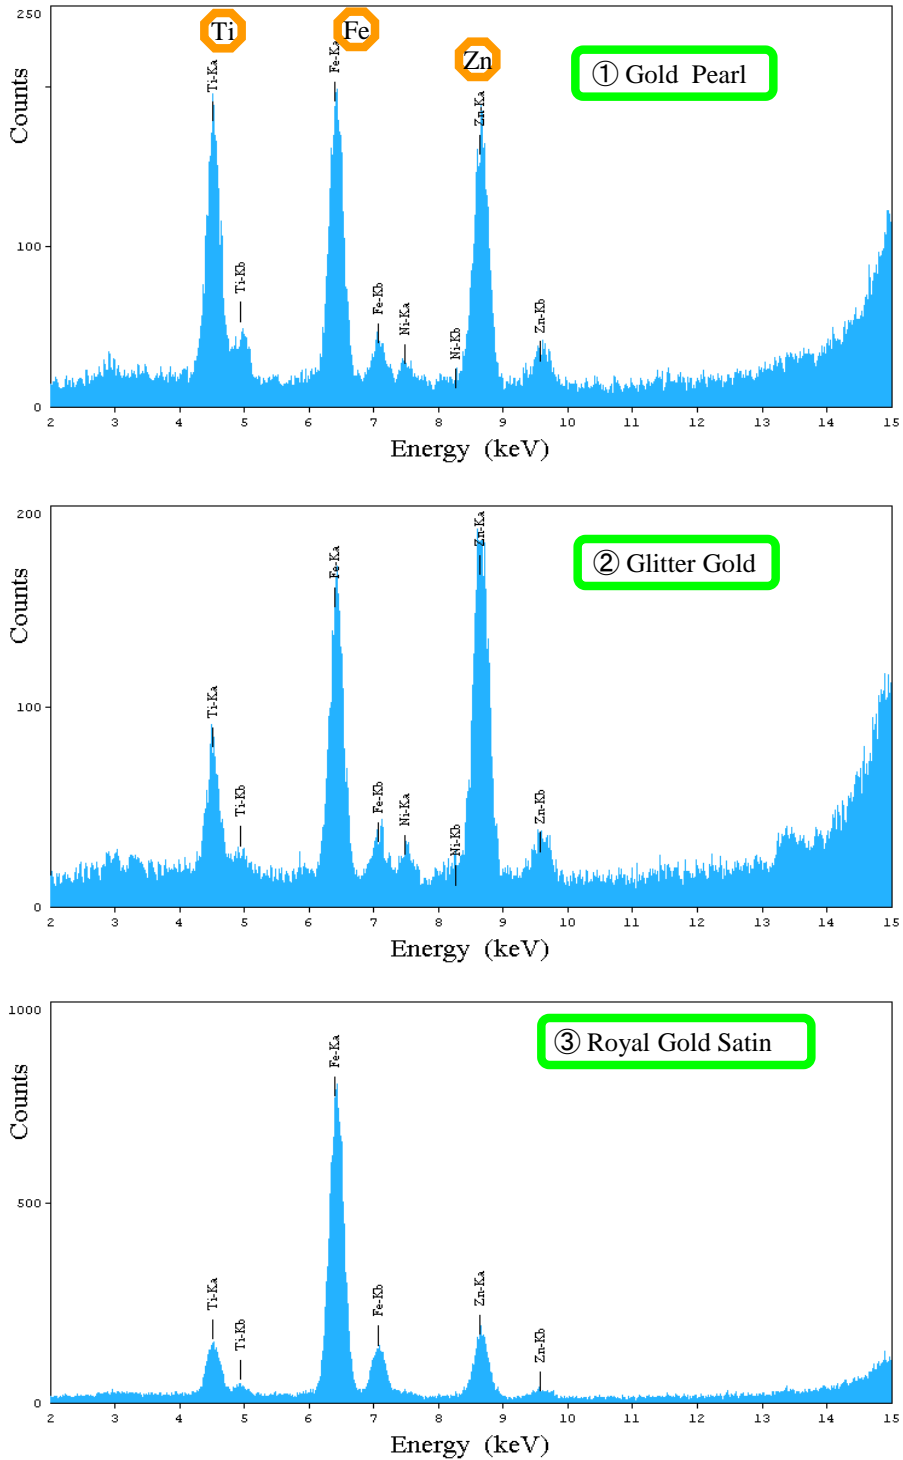 250
Ti
Fe
Zn
① Gold Pearl
Counts
Ti-Ka
Ti-Kb
Fe-Ka
Fe-Kb
Ni-Ka
Ni-Kb
Zn-Ka
Zn-Kb
100
0
2 3 4 5 6 7 8 9 10 11 12 13 14 15
Energy (keV)
200
② Glitter Gold
Counts
Ti-Ka
Ti-Kb
Fe-Ka
Fe-Kb
Ni-Ka
Ni-Kb
Zn-Ka
Zn-Kb
100
0
2 3 4 5 6 7 8 9 10 11 12 13 14 15
Energy (keV)
1000
③ Royal Gold Satin
Counts
Ti-Ka
Ti-Kb
Fe-Ka
Fe-Kb
Zn-Ka
Zn-Kb
500
0
2 3 4 5 6 7 8 9 10 11 12 13 14 15
Energy (keV)